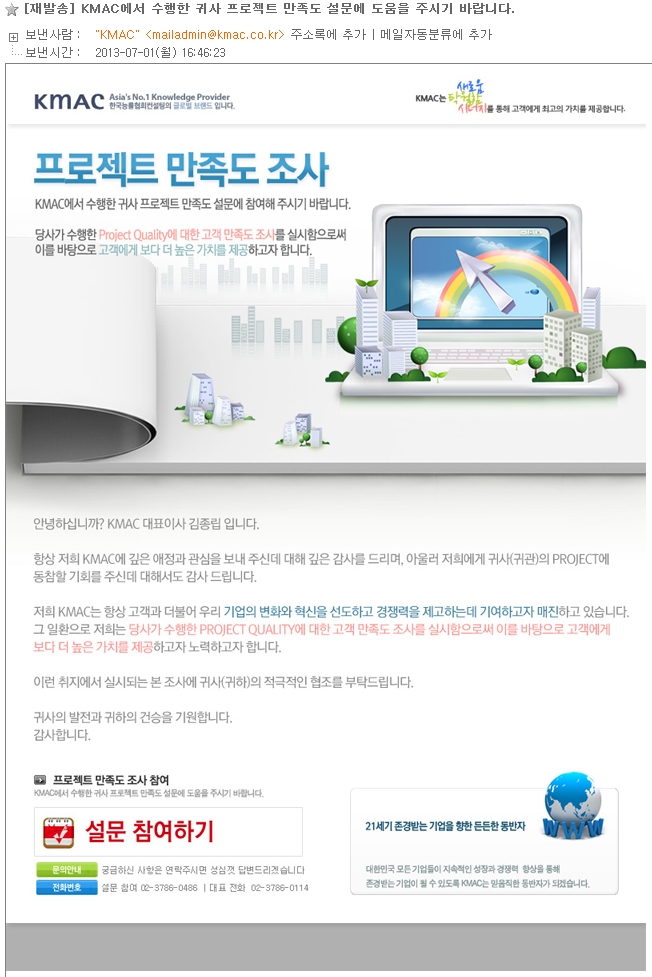 [재발송] KMAC에서 수행한 귀사 프로젝트 만족도 설문에 도움을 주시기 바랍니다.
보낸사람 : "KMAC" <mailadmin@kmac.co.kr> 주소록에 추가 | 메일자동분류에 추가
보낸시간 : 2013-07-01(월) 16:46:23
KMAC Asia's No.1 Knowledge Provider
한국능률협회컨설팅의 글로벌 브랜드 입니다.
새로운
KMAC는 탁월함
시너지를 통해 고객에게 최고의 가치를 제공합니다.
프로젝트 만족도 조사
KMAC에서 수행한 귀사 프로젝트 만족도 설문에 참여해 주시기 바랍니다.
당사가 수행한 Project Quality에 대한 고객 만족도 조사를 실시함으로써
이를 바탕으로 고객에게 보다 더 높은 가치를 제공하고자 합니다.
안녕하십니까? KMAC 대표이사 김종립 입니다.
항상 저희 KMAC에 깊은 애정과 관심을 보내 주신데 대해 깊은 감사를 드리며, 아울러 저희에게 귀사(귀관)의 PROJECT에
동참할 기회를 주신데 대해서도 감사 드립니다.
저희 KMAC는 항상 고객과 더불어 우리 기업의 변화와 혁신을 선도하고 경쟁력을 제고하는데 기여하고자 매진하고 있습니다.
그 일환으로 저희는 당사가 수행한 PROJECT QUALITY에 대한 고객 만족도 조사를 실시함으로써 이를 바탕으로 고객에게
보다 더 높은 가치를 제공하고자 노력하고자 합니다.
이런 취지에서 실시되는 본 조사에 귀사(귀하)의 적극적인 협조를 부탁드립니다.
귀사의 발전과 귀하의 건승을 기원합니다.
감사합니다.
프로젝트 만족도 조사 참여
KMAC에서 수행한 귀사 프로젝트 만족도 설문에 도움을 주시기 바랍니다.
설문 참여하기
문의안내 궁금하신 사항은 연락주시면 성심껏 답변드리겠습니다
전화번호 설문 참여 02-3786-0486 | 대표 전화 02-3786-0114
WWW
21세기 존경받는 기업을 향한 든든한 동반자
대한민국 모든 기업들이 지속적인 성장과 경쟁력 향상을 통해
존경받는 기업이 될 수 있도록 KMAC는 믿음직한 동반자가 되겠습니다.